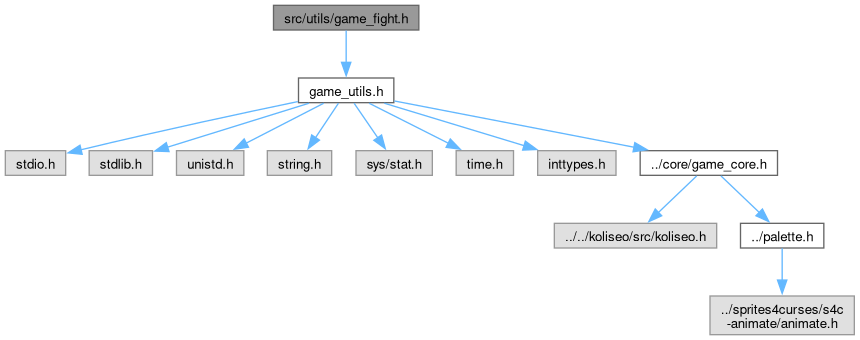 src/utils/game_fight.h
game_utils.h
stdio.h
stdlib.h
unistd.h
string.h
sys/stat.h
time.h
inttypes.h
../core/game_core.h
../../koliseo/src/koliseo.h
../palette.h
../sprites4curses/s4c
-animate/animate.h